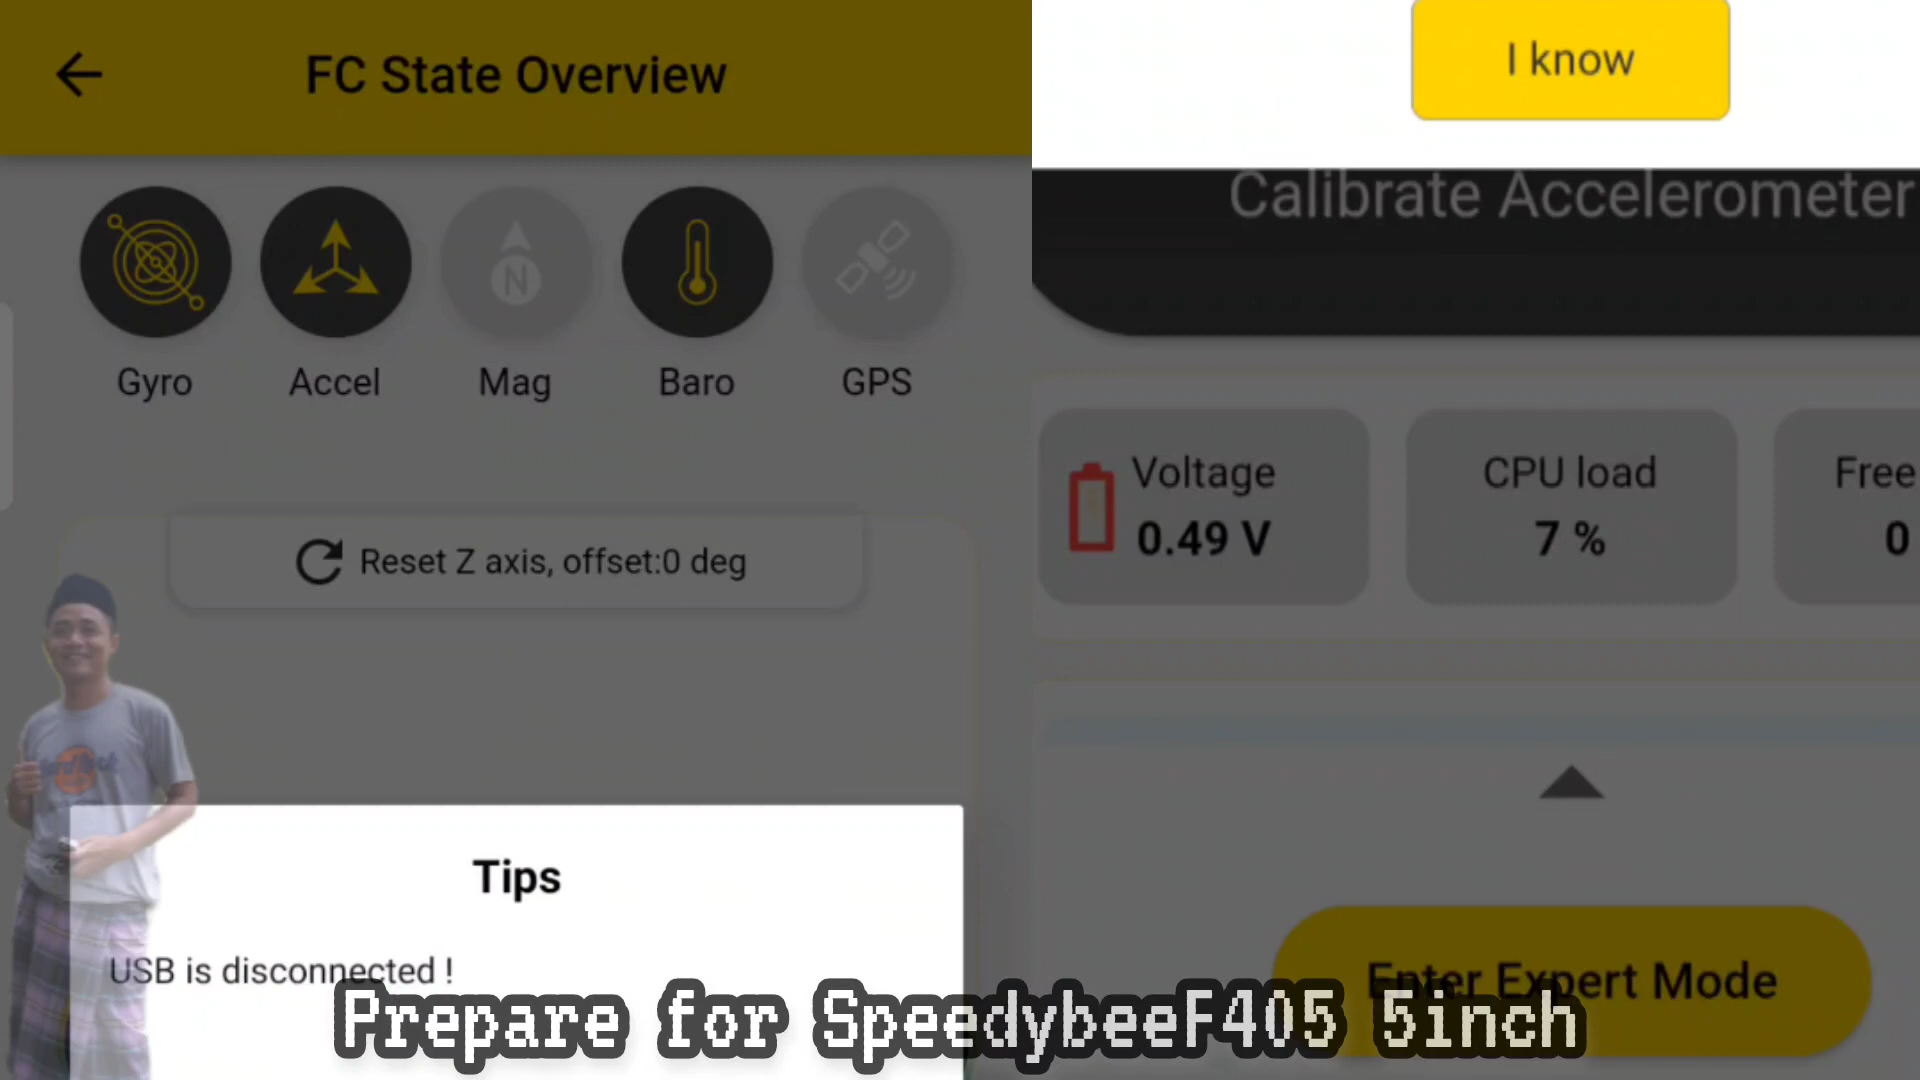 FC State Overview
Gyro
Accel
Mag
N
Baro
GPS
Reset Z axis, offset:0 deg
Tips
USB is disconnected !
I know
Calibrate Accelerometer
Voltage
0.49 V
CPU load
7 %
Free
0
Enter Expert Mode
Prepare for SpeedybeeF405 5inch